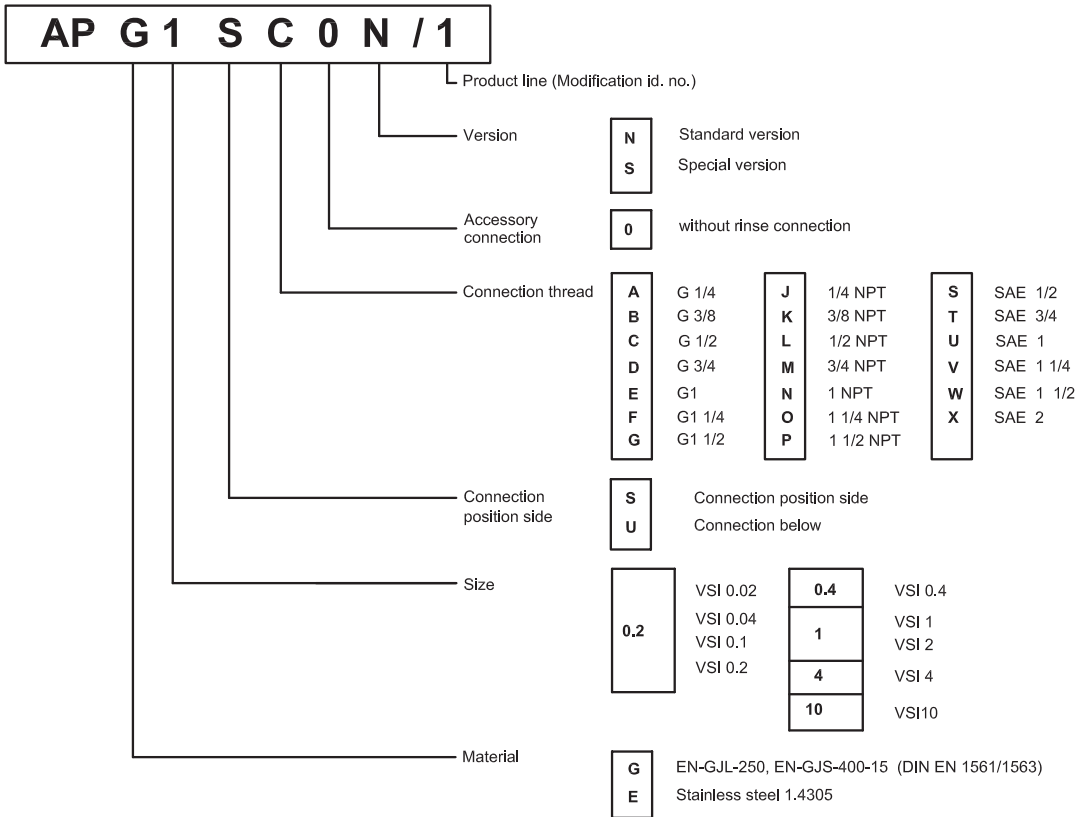 AP G 1 S C 0 N / 1
Product line (Modification id. no.)
Version
N Standard version
S Special version
Accessory
connection
0 without rinse connection
Connection thread
A G 1/4 J 1/4 NPT S SAE 1/2
B G 3/8 K 3/8 NPT T SAE 3/4
C G 1/2 L 1/2 NPT U SAE 1
D G 3/4 M 3/4 NPT V SAE 1 1/4
E G1 N 1 NPT W SAE 1 1/2
F G1 1/4 O 1 1/4 NPT X SAE 2
G G1 1/2 P 1 1/2 NPT
Connection
position side
S Connection position side
U Connection below
Size
0.2
VSI 0.02
VSI 0.04
VSI 0.1
VSI 0.2
0.4 VSI 0.4
1
VSI 1
VSI 2
4 VSI 4
10 VSI10
Material
G EN-GJL-250, EN-GJS-400-15 (DIN EN 1561/1563)
E Stainless steel 1.4305